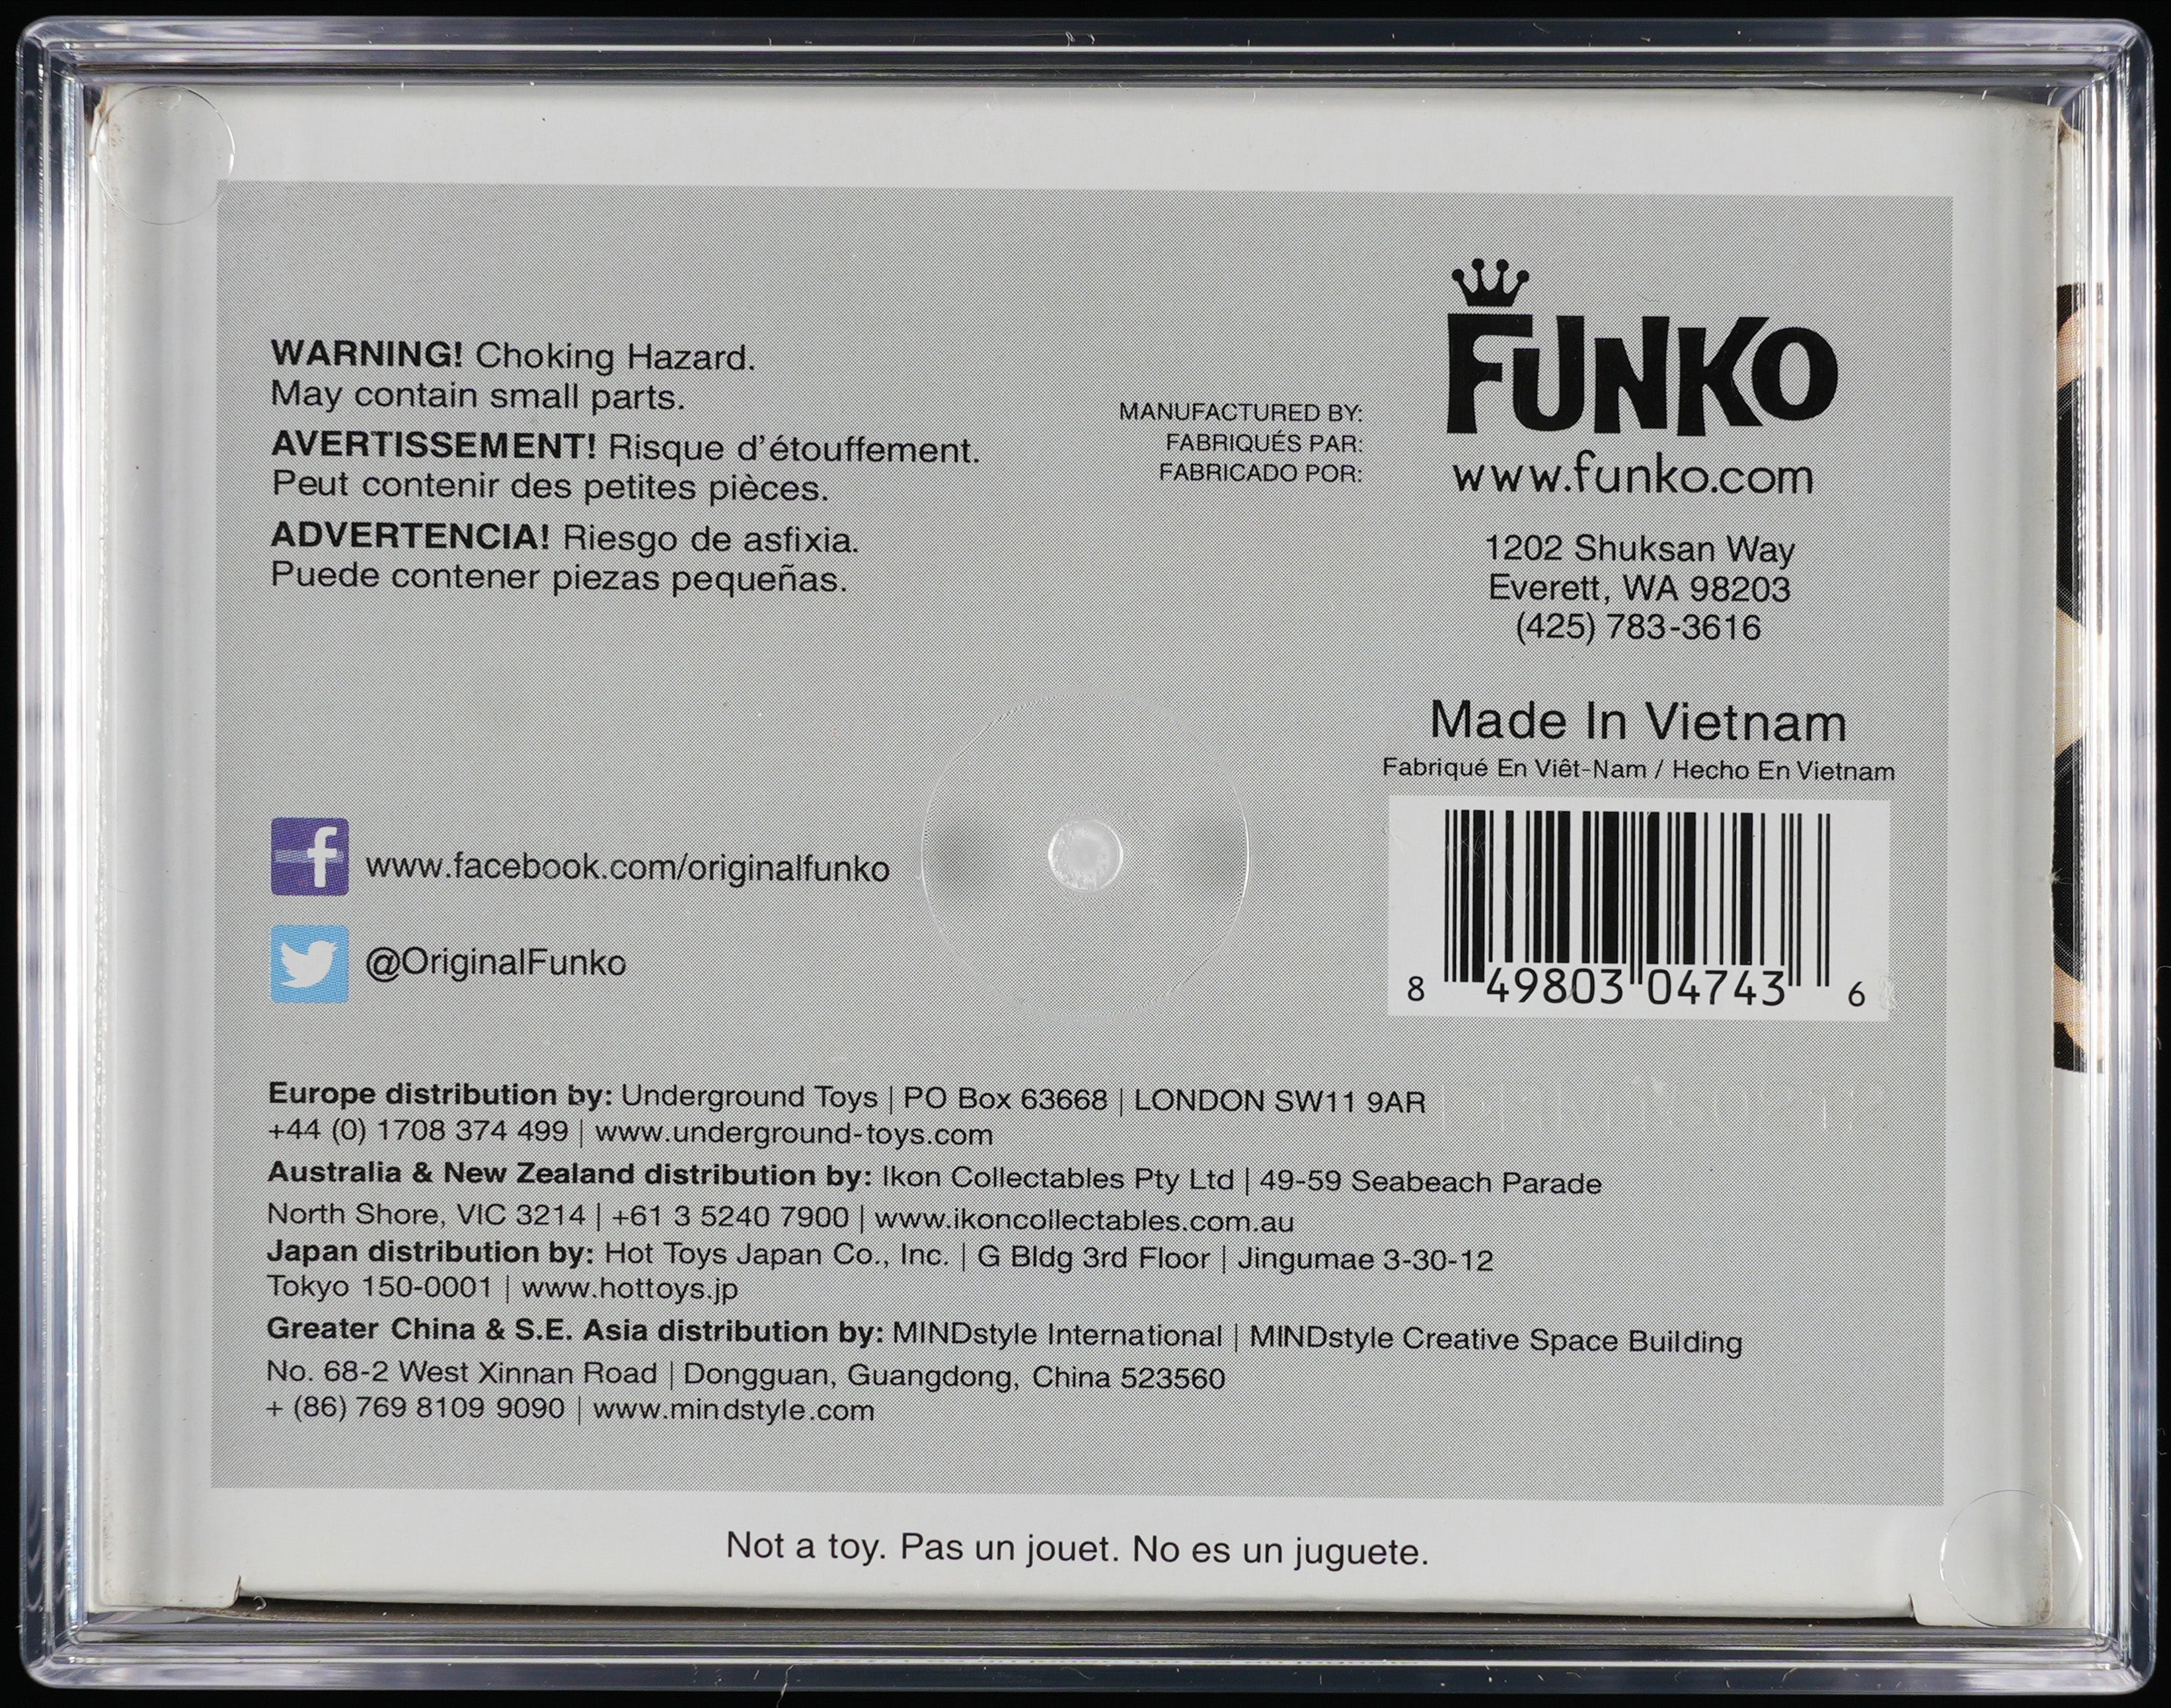 WARNING! Choking Hazard.
May contain small parts.
AVERTISSEMENT! Risque d'étouffement.
Peut contenir des petites pièces.
ADVERTENCIA! Riesgo de asfixia.
Puede contener piezas pequeñas.
MANUFACTURED BY:
FABRIQUÉS PAR:
FABRICADO POR:
FUNKO
www.funko.com
1202 Shuksan Way
Everett, WA 98203
(425) 783-3616
Made In Vietnam
Fabriqué En Viêt-Nam / Hecho En Vietnam
8 49803 04743 6
f www.facebook.com/originalfunko
@OriginalFunko
Europe distribution by: Underground Toys | PO Box 63668 | LONDON SW11 9AR
+44 (0) 1708 374 499 | www.underground-toys.com
Australia & New Zealand distribution by: Ikon Collectables Pty Ltd | 49-59 Seabeach Parade
North Shore, VIC 3214 | +61 3 5240 7900 | www.ikoncollectables.com.au
Japan distribution by: Hot Toys Japan Co., Inc. | G Bldg 3rd Floor | Jingumae 3-30-12
Tokyo 150-0001 | www.hottoys.jp
Greater China & S.E. Asia distribution by: MINDstyle International | MINDstyle Creative Space Building
No. 68-2 West Xinnan Road | Dongguan, Guangdong, China 523560
+ (86) 769 8109 9090 | www.mindstyle.com
Not a toy. Pas un jouet. No es un juguete.